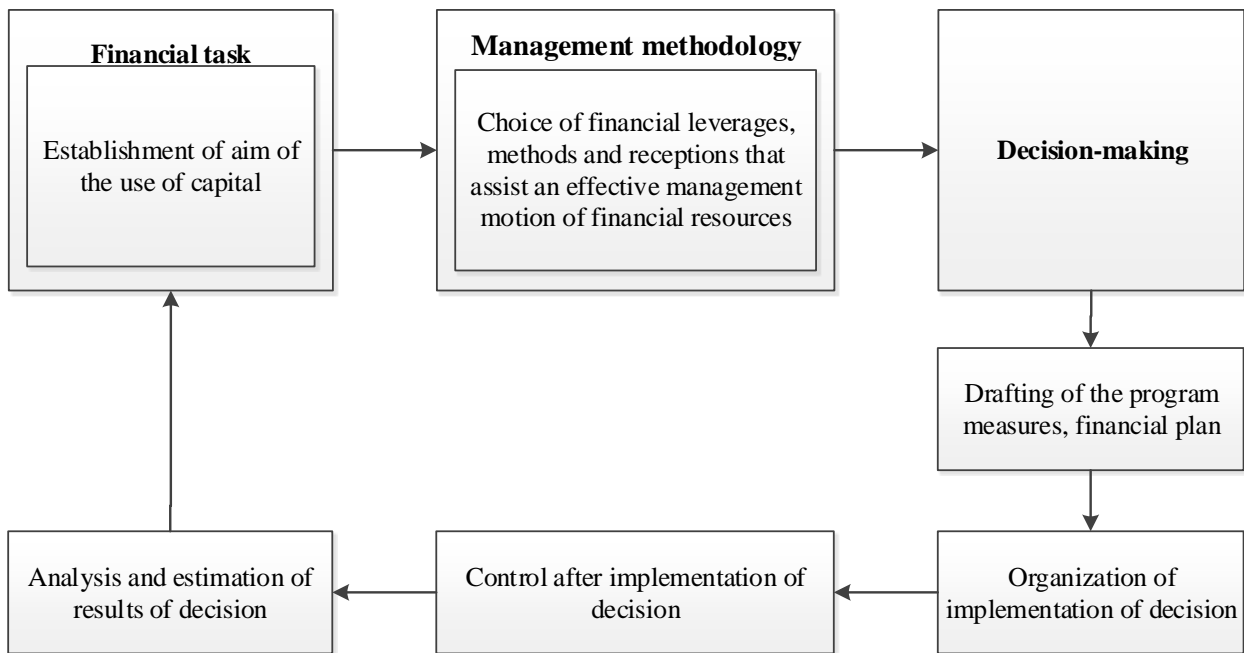 Financial task
Establishment of aim of
the use of capital
Management methodology
Choice of financial leverages,
methods and receptions that
assist an effective management
motion of financial resources
Decision-making
Drafting of the program
measures, financial plan
Organization of
implementation of decision
Control after implementation of
decision
Analysis and estimation of
results of decision